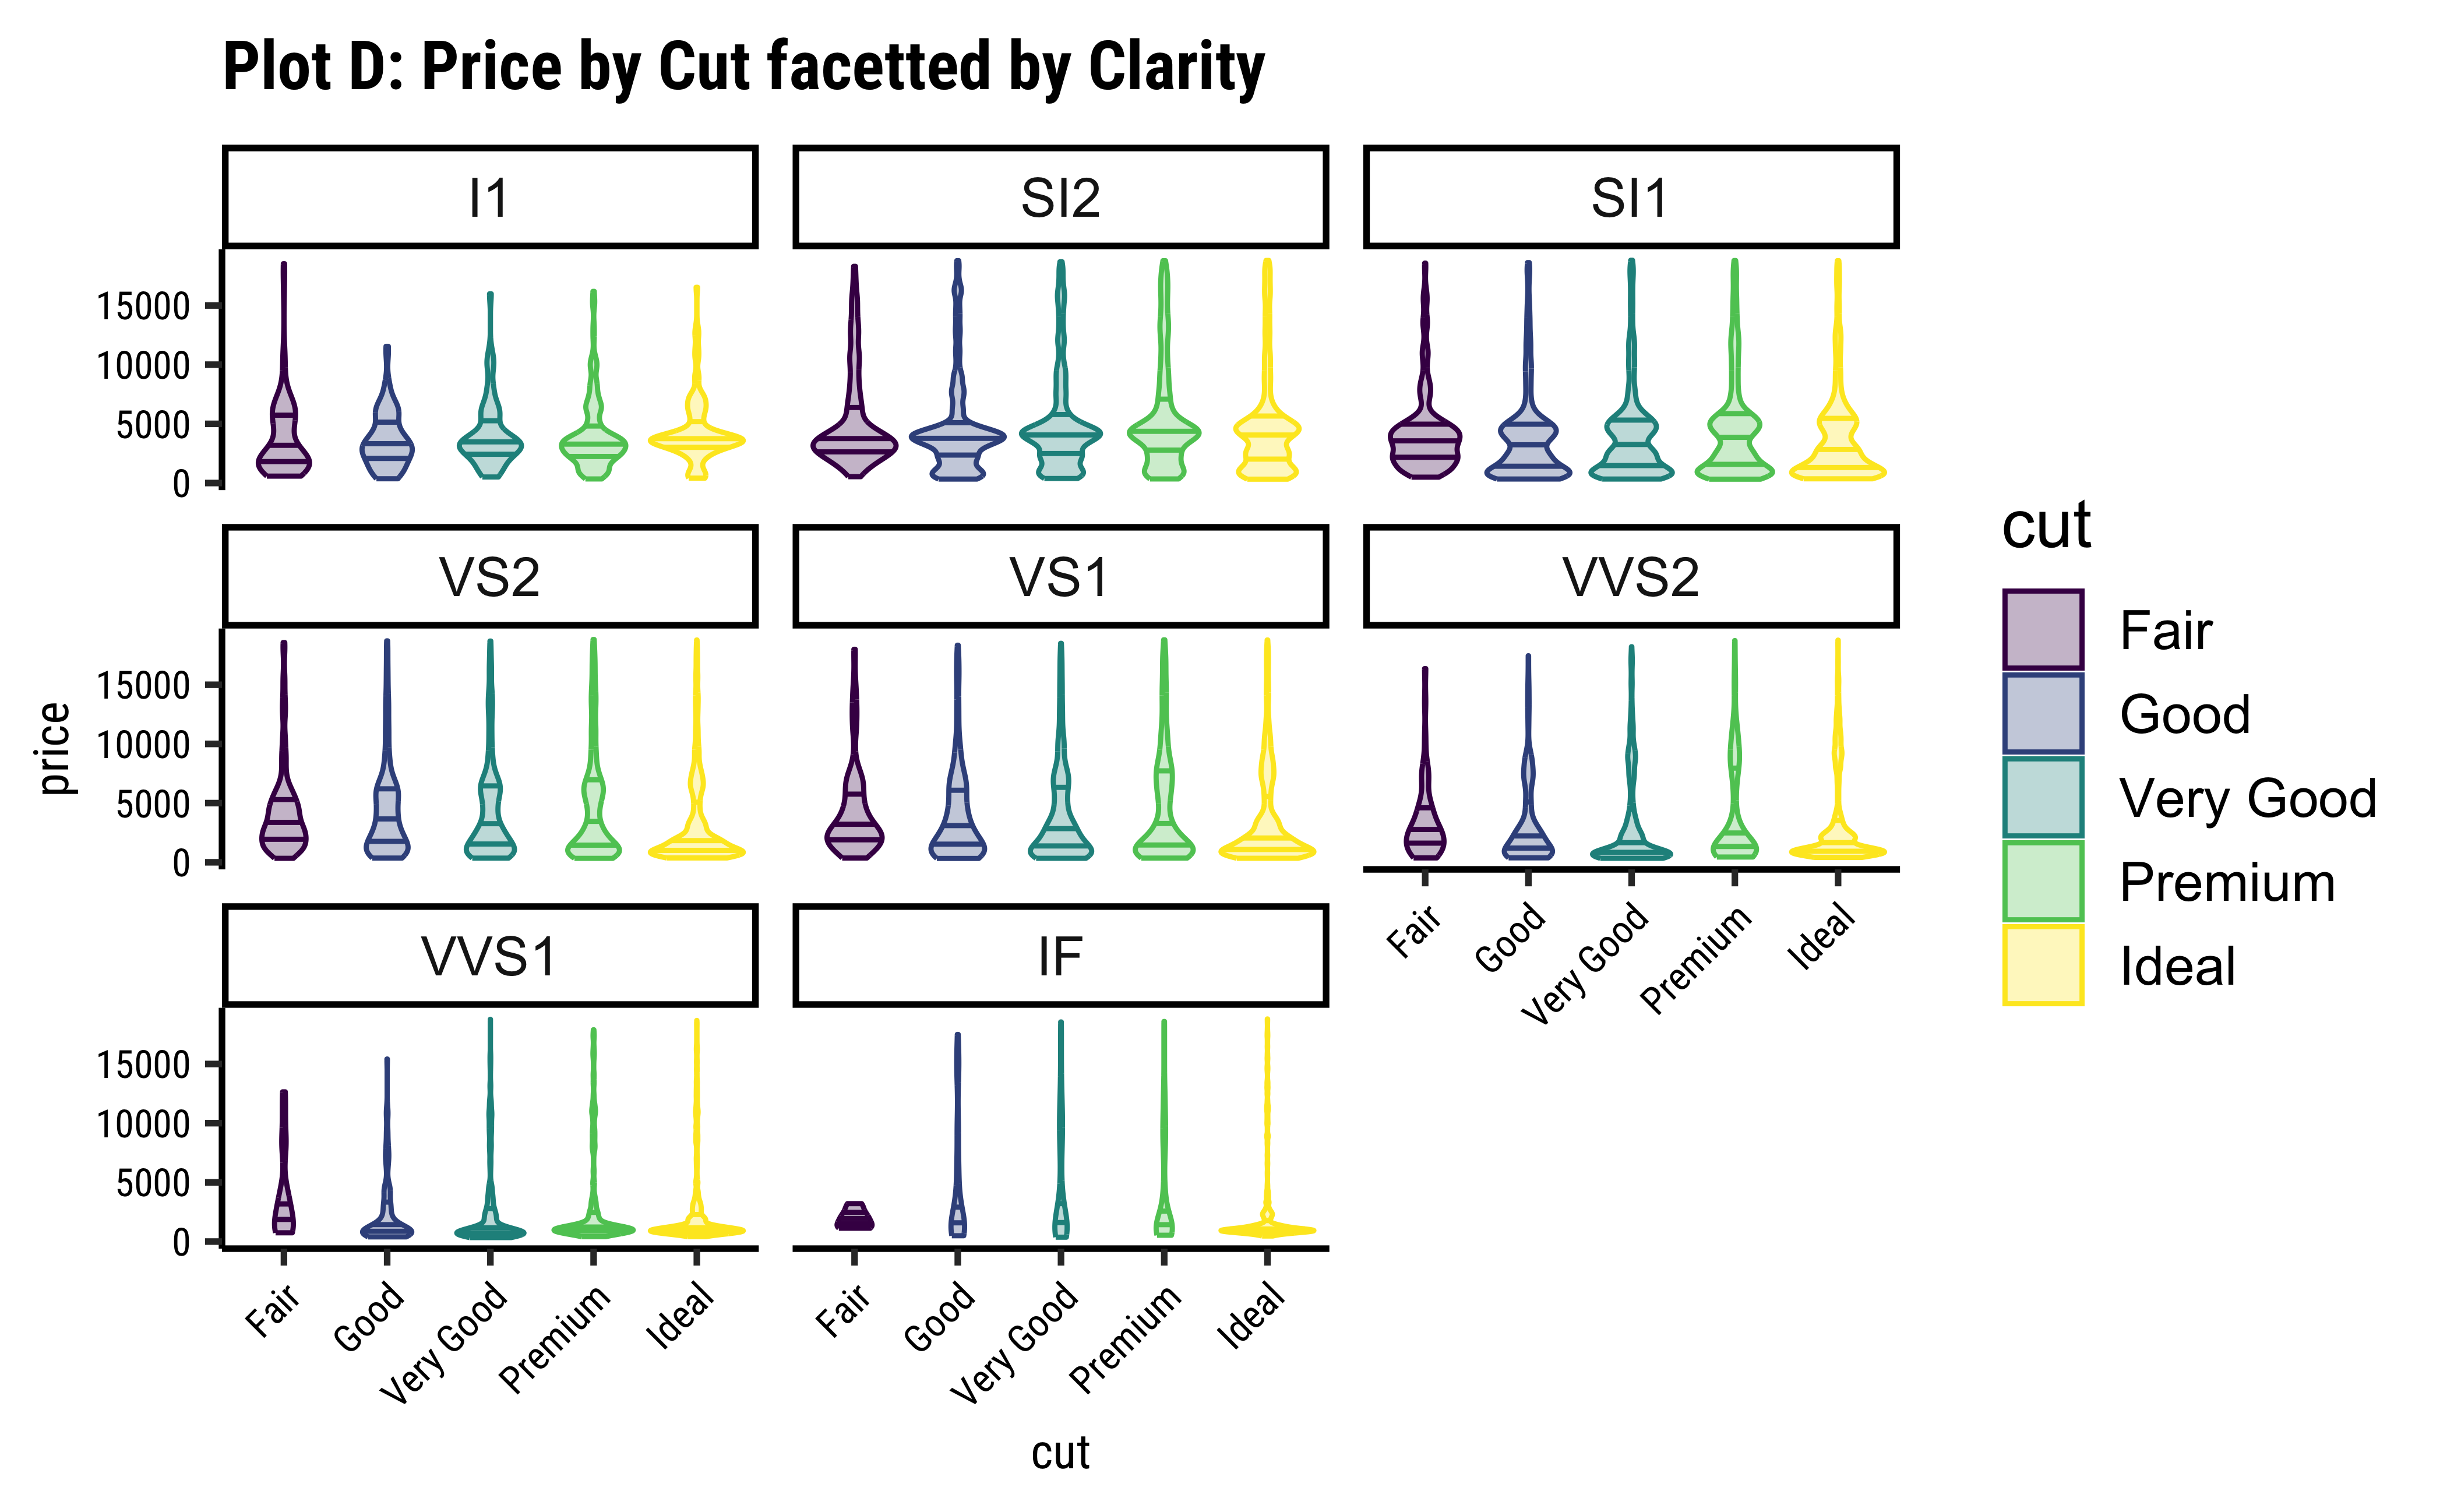 Plot D: Price by Cut facetted by Clarity
I1
SI2
SI1
15000
10000
5000
0
VS2
VS1
VVS2
15000
10000
5000
0
Fair
Good
Very Good
Premium
Ideal
VVS1
IF
15000
10000
5000
0
Fair
Good
Very Good
Premium
Ideal
Fair
Good
Very Good
Premium
Ideal
price
cut
cut
Fair
Good
Very Good
Premium
Ideal